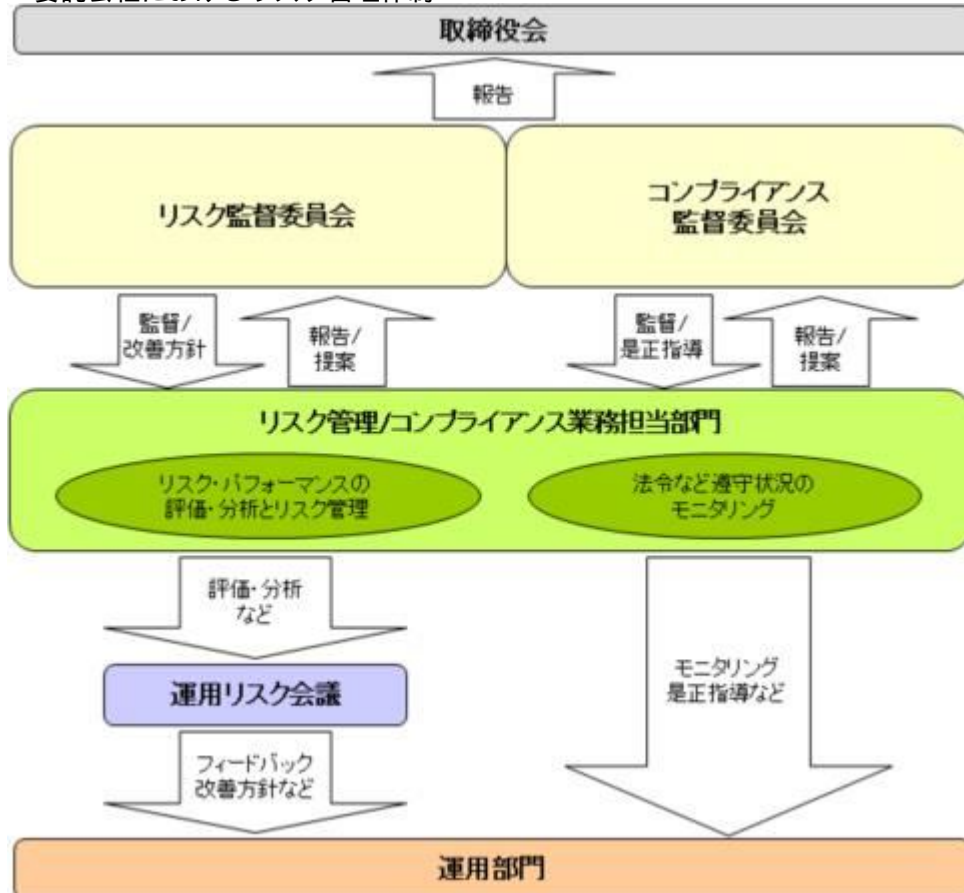 取締役会
報告
リスク監督委員会
コンプライアンス
監督委員会
監督/
改善方針
報告/
提案
監督/
是正指導
報告/
提案
リスク管理/コンプライアンス業務担当部門
リスク・パフォーマンスの
評価・分析とリスク管理
法令など遵守状況の
モニタリング
評価・分析
など
運用リスク会議
モニタリング
是正指導など
フィードバック
改善方針など
運用部門